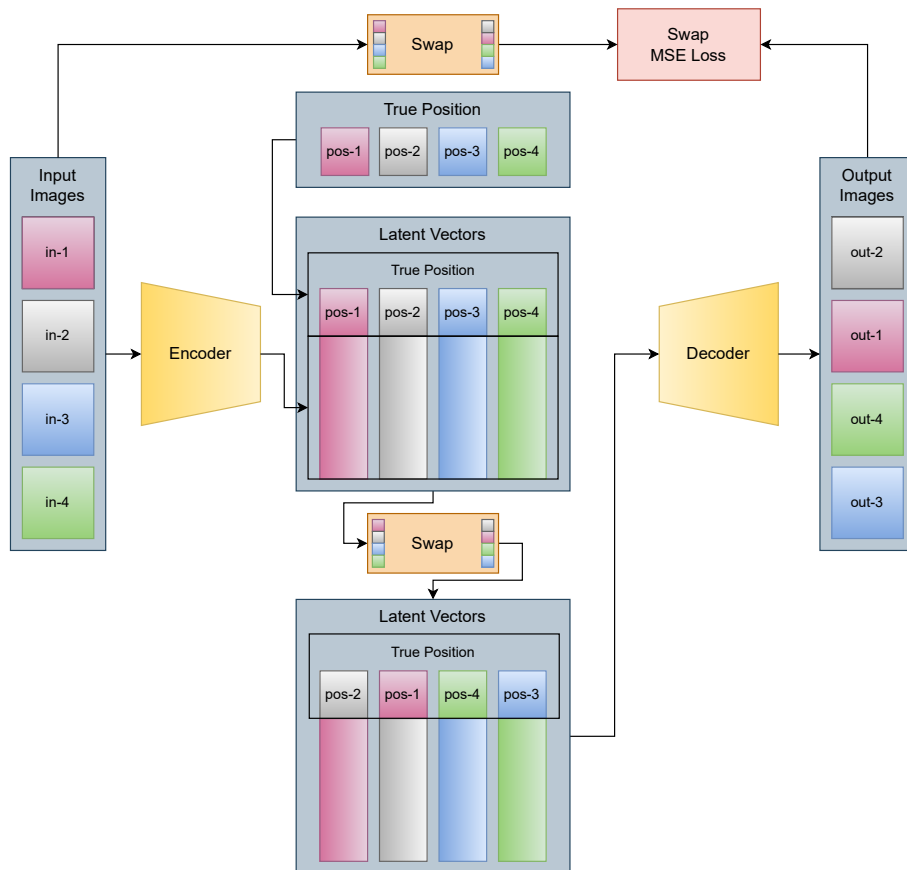 Swap
Swap
MSE Loss
True Position
pos-1 pos-2 pos-3 pos-4
Input
Images
in-1
in-2
in-3
in-4
Encoder
Latent Vectors
True Position
pos-1 pos-2 pos-3 pos-4
Swap
Latent Vectors
True Position
pos-2 pos-1 pos-4 pos-3
Decoder
Output
Images
out-2
out-1
out-4
out-3